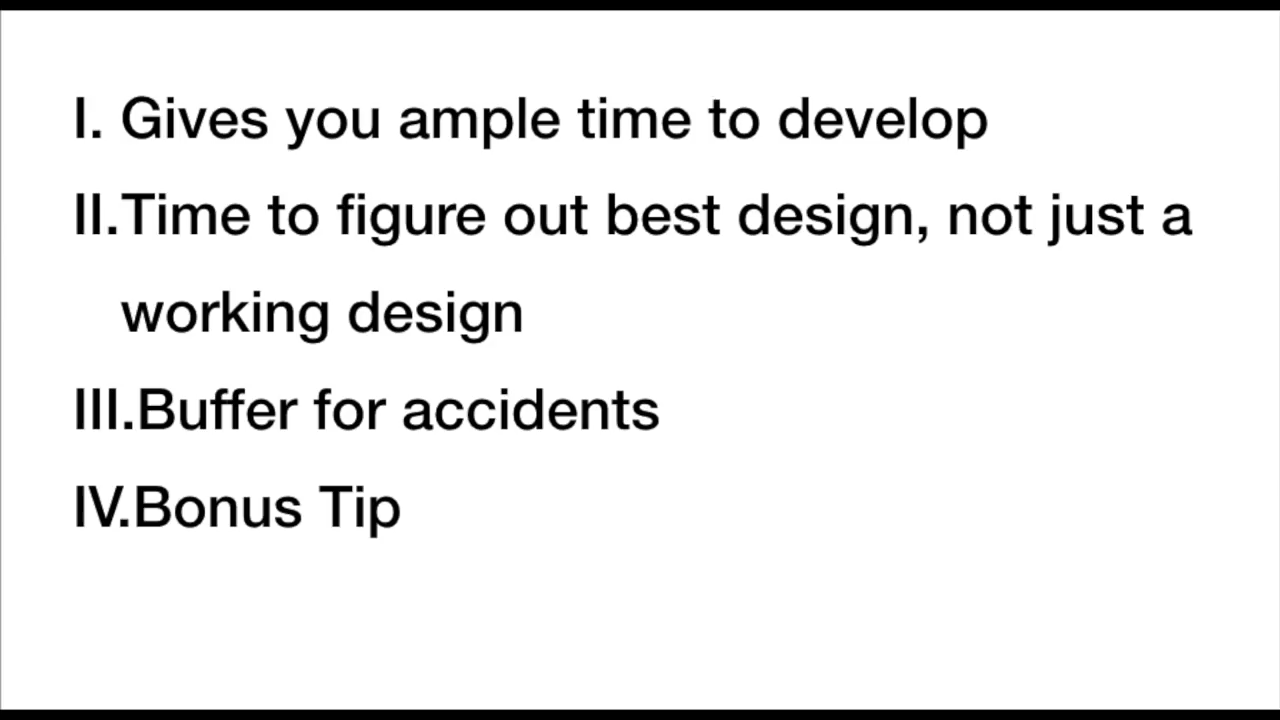 I. Gives you ample time to develop
II.Time to figure out best design, not just a
working design
III.Buffer for accidents
IV.Bonus Tip